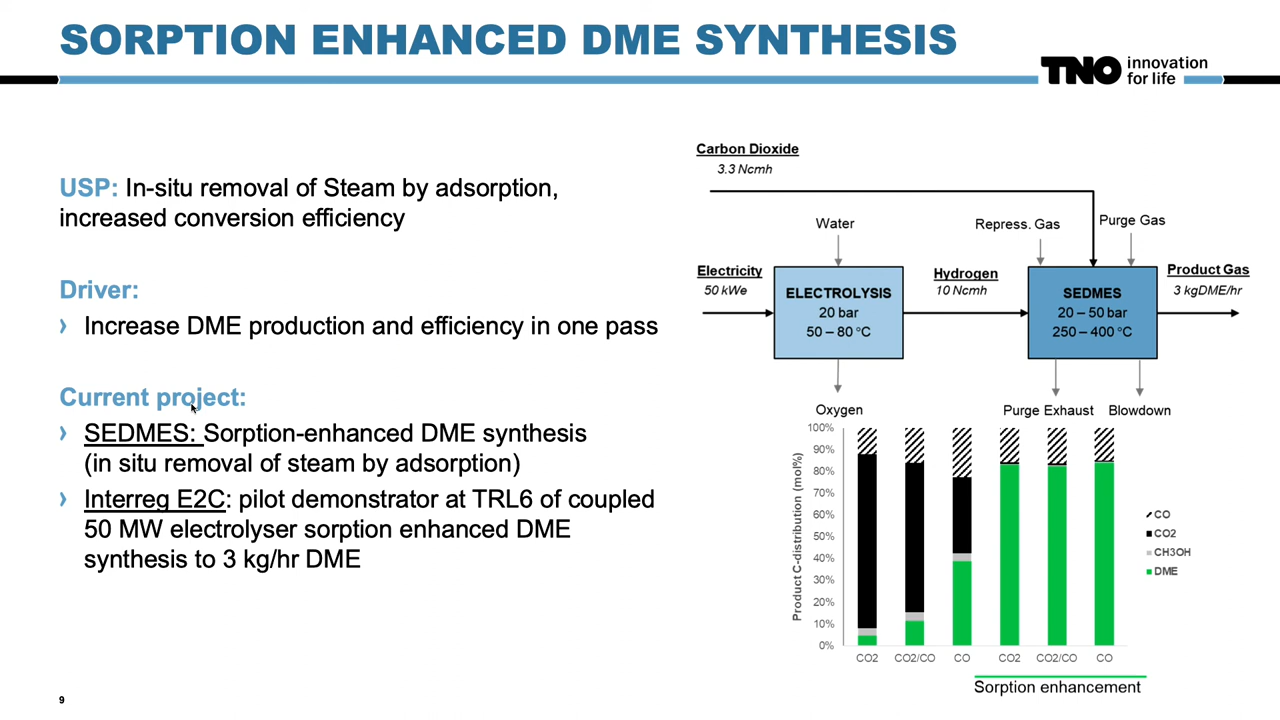 SORPTION ENHANCED DME SYNTHESIS
TNO innovation
for life
USP: In-situ removal of Steam by adsorption,
increased conversion efficiency
Driver:
› Increase DME production and efficiency in one pass
Current project:
› SEDMES: Sorption-enhanced DME synthesis
(in situ removal of steam by adsorption)
› Interreg E2C: pilot demonstrator at TRL6 of coupled
50 MW electrolyser sorption enhanced DME
synthesis to 3 kg/hr DME
Carbon Dioxide
3.3 Ncmh
Water
Repress. Gas
Purge Gas
Electricity
50 kWe
ELECTROLYSIS
20 bar
50 – 80 °C
Hydrogen
10 Ncmh
SEDMES
20 – 50 bar
250 – 400 °C
Product Gas
3 kgDME/hr
Oxygen
Purge Exhaust
Blowdown
Product C-distribution (mol%)
100%
90%
80%
70%
60%
50%
40%
30%
20%
10%
0%
CO2 CO2/CO CO CO2 CO2/CO CO
Sorption enhancement
CO
CO2
CH3OH
DME
9